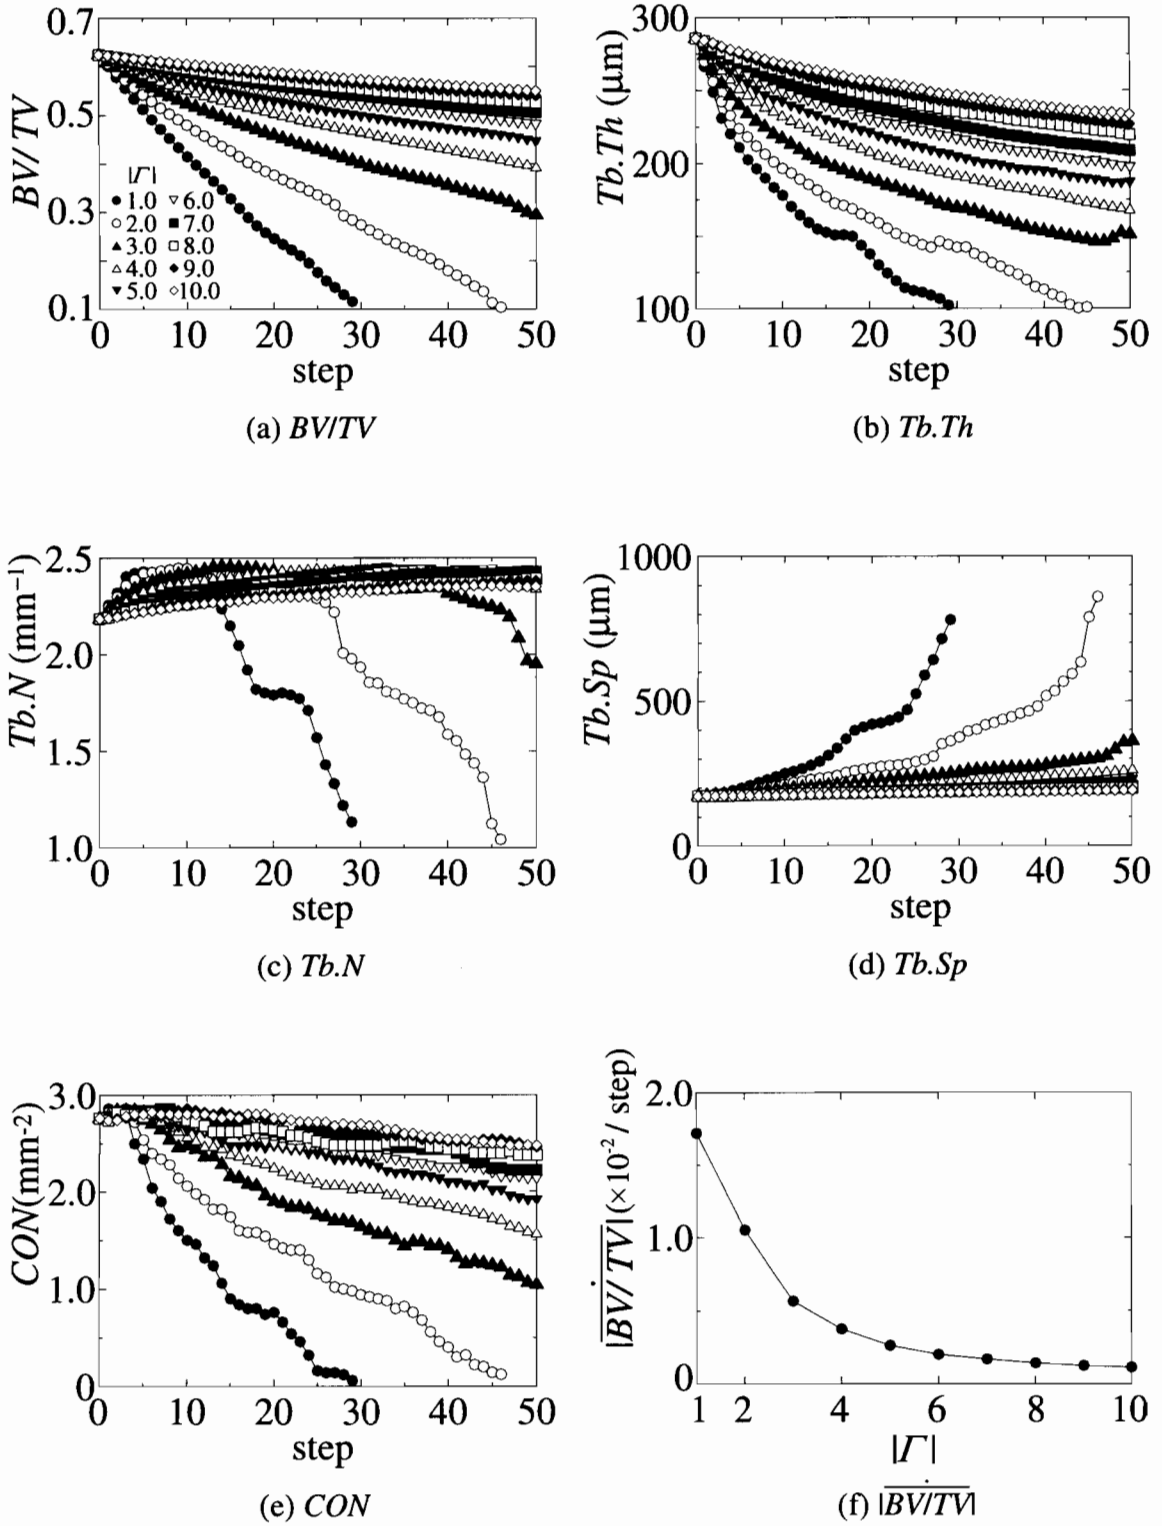 0.7
0.5
0.3
0.1
BV/ TV
|Γ|
1.0 6.0
2.0 7.0
3.0 8.0
4.0 9.0
5.0 10.0
0 10 20 30 40 50
step
(a) BV/TV
300
200
100
Tb.Th (μm)
0 10 20 30 40 50
step
(b) Tb.Th
2.5
2.0
1.5
1.0
Tb.N (mm⁻¹)
0 10 20 30 40 50
step
(c) Tb.N
1000
500
0
Tb.Sp (μm)
0 10 20 30 40 50
step
(d) Tb.Sp
3.0
2.0
1.0
0
CON(mm-2)
0 10 20 30 40 50
step
(e) CON
2.0
1.0
0
|BV/ TV| (×10⁻² / step)
1 2 4 6 8 10
|Γ|
(f) |BV/TV|